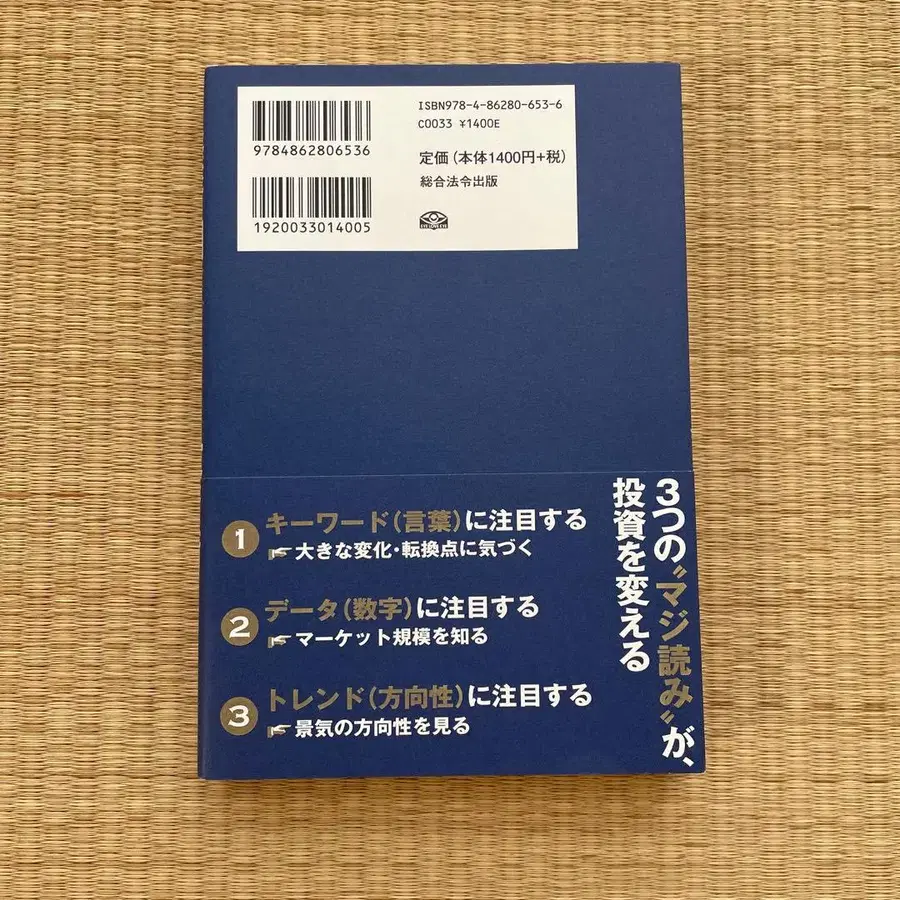 ISBN978-4-86280-653-6
C0033 ¥1400E
定価(本体1400円+税)
総合法令出版
9784862806536
1920033014005
3つの〝マジ読み〟が、
投資を変える
1 キーワード(言葉)に注目する
大きな変化・転換点に気づく
2 データ(数字)に注目する
マーケット規模を知る
3 トレンド(方向性)に注目する
景気の方向性を見る